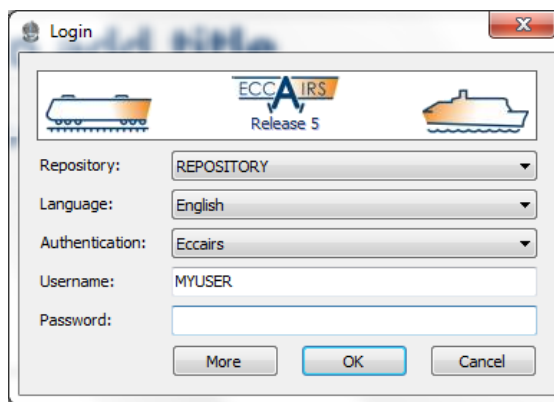 Login
ECCAIRS
Release 5
Repository: REPOSITORY
Language: English
Authentication: Eccairs
Username: MYUSER
Password:
More OK Cancel